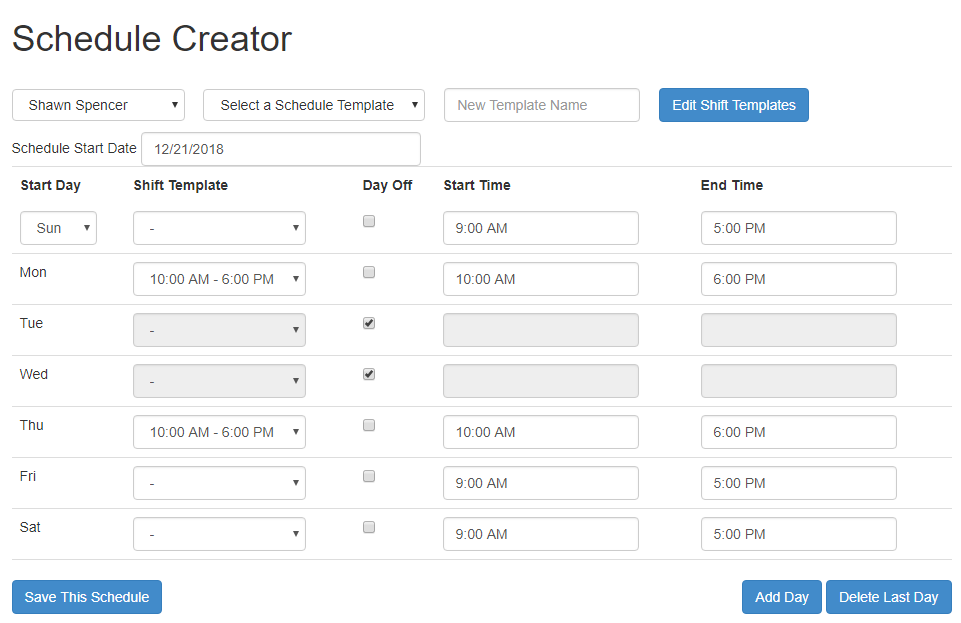 Schedule Creator
Shawn Spencer Select a Schedule Template New Template Name Edit Shift Templates
Schedule Start Date 12/21/2018
Start Day Shift Template Day Off Start Time End Time
Sun - 9:00 AM 5:00 PM
Mon 10:00 AM - 6:00 PM 10:00 AM 6:00 PM
Tue -
Wed -
Thu 10:00 AM - 6:00 PM 10:00 AM 6:00 PM
Fri - 9:00 AM 5:00 PM
Sat - 9:00 AM 5:00 PM
Save This Schedule Add Day Delete Last Day